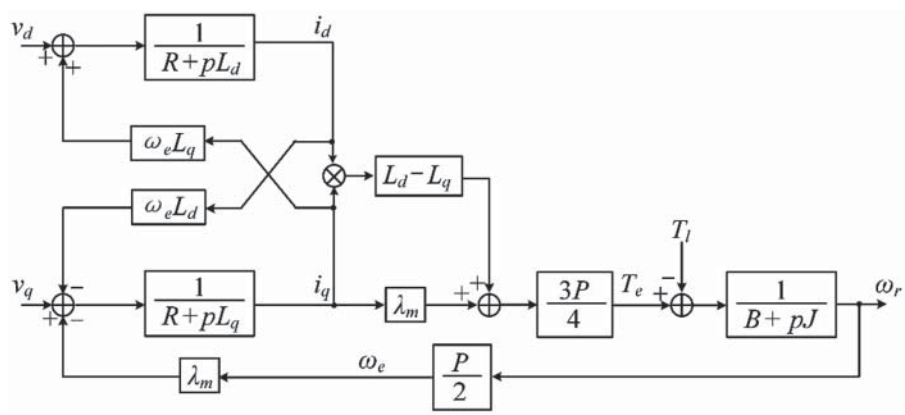 v_d + + 1/(R+pL_d) i_d
ω_e L_q
L_d−L_q
ω_e L_d
T_l
v_q + − − 1/(R+pL_q) i_q λ_m + + 3P/4 T_e + − 1/(B+pJ) ω_r
λ_m ω_e P/2